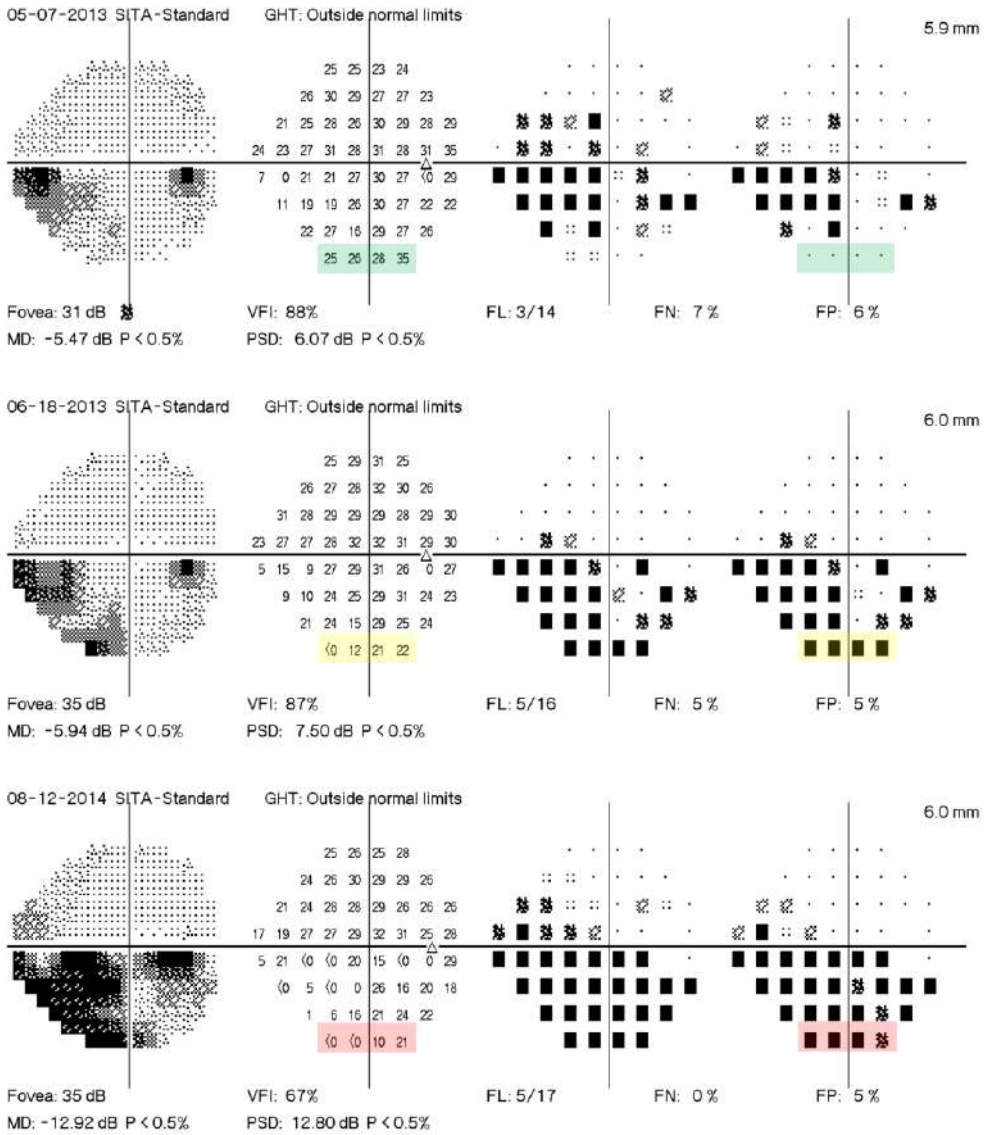 05-07-2013 SITA-Standard GHT: Outside normal limits
5.9 mm
25 25 23 24
26 30 29 27 27 23
21 25 28 26 30 29 28 29
24 23 27 31 28 31 28 31 35
7 0 21 21 27 30 27 <0 29
11 19 19 26 30 27 22 22
22 27 16 29 27 26
25 26 28 35
Fovea: 31 dB VFI: 88% FL: 3/14 FN: 7 % FP: 6 %
MD: -5.47 dB P < 0.5% PSD: 6.07 dB P < 0.5%
06-18-2013 SITA-Standard GHT: Outside normal limits
6.0 mm
25 29 31 25
26 27 28 32 30 26
31 28 29 29 29 28 29 30
23 27 27 28 32 32 31 29 30
5 15 9 27 29 31 26 0 27
9 10 24 25 29 31 24 23
21 24 15 29 25 24
<0 12 21 22
Fovea: 35 dB VFI: 87% FL: 5/16 FN: 5 % FP: 5 %
MD: -5.94 dB P < 0.5% PSD: 7.50 dB P < 0.5%
08-12-2014 SITA-Standard GHT: Outside normal limits
6.0 mm
25 26 25 28
24 26 30 29 29 26
21 24 28 28 29 26 26 26
17 19 27 27 29 32 31 25 28
5 21 <0 <0 20 15 <0 0 29
<0 5 <0 0 26 16 20 18
1 6 16 21 24 22
<0 <0 10 21
Fovea: 35 dB VFI: 67% FL: 5/17 FN: 0 % FP: 5 %
MD: -12.92 dB P < 0.5% PSD: 12.80 dB P < 0.5%